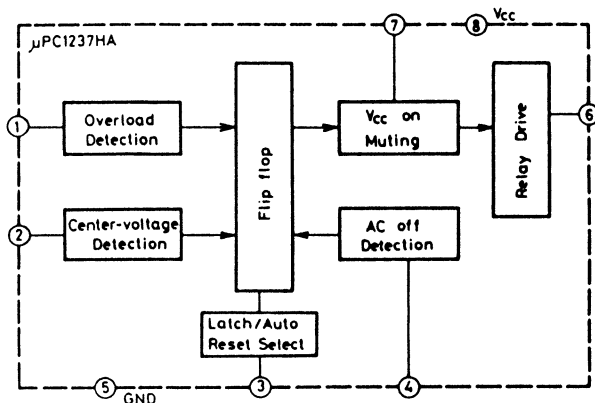 7
8
Vcc
μPC1237HA
1
Overload
Detection
Flip flop
Vcc on
Muting
Relay Drive
6
2
Center-voltage
Detection
AC off
Detection
Latch/Auto
Reset Select
5
GND
3
4